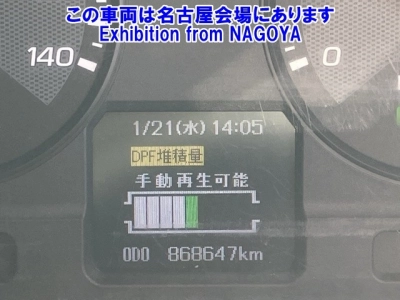 この車両は名古屋会場にあります
Exhibition from NAGOYA
140
0
1/21(水) 14:05
DPF堆積量
手動再生可能
ODO 868647km